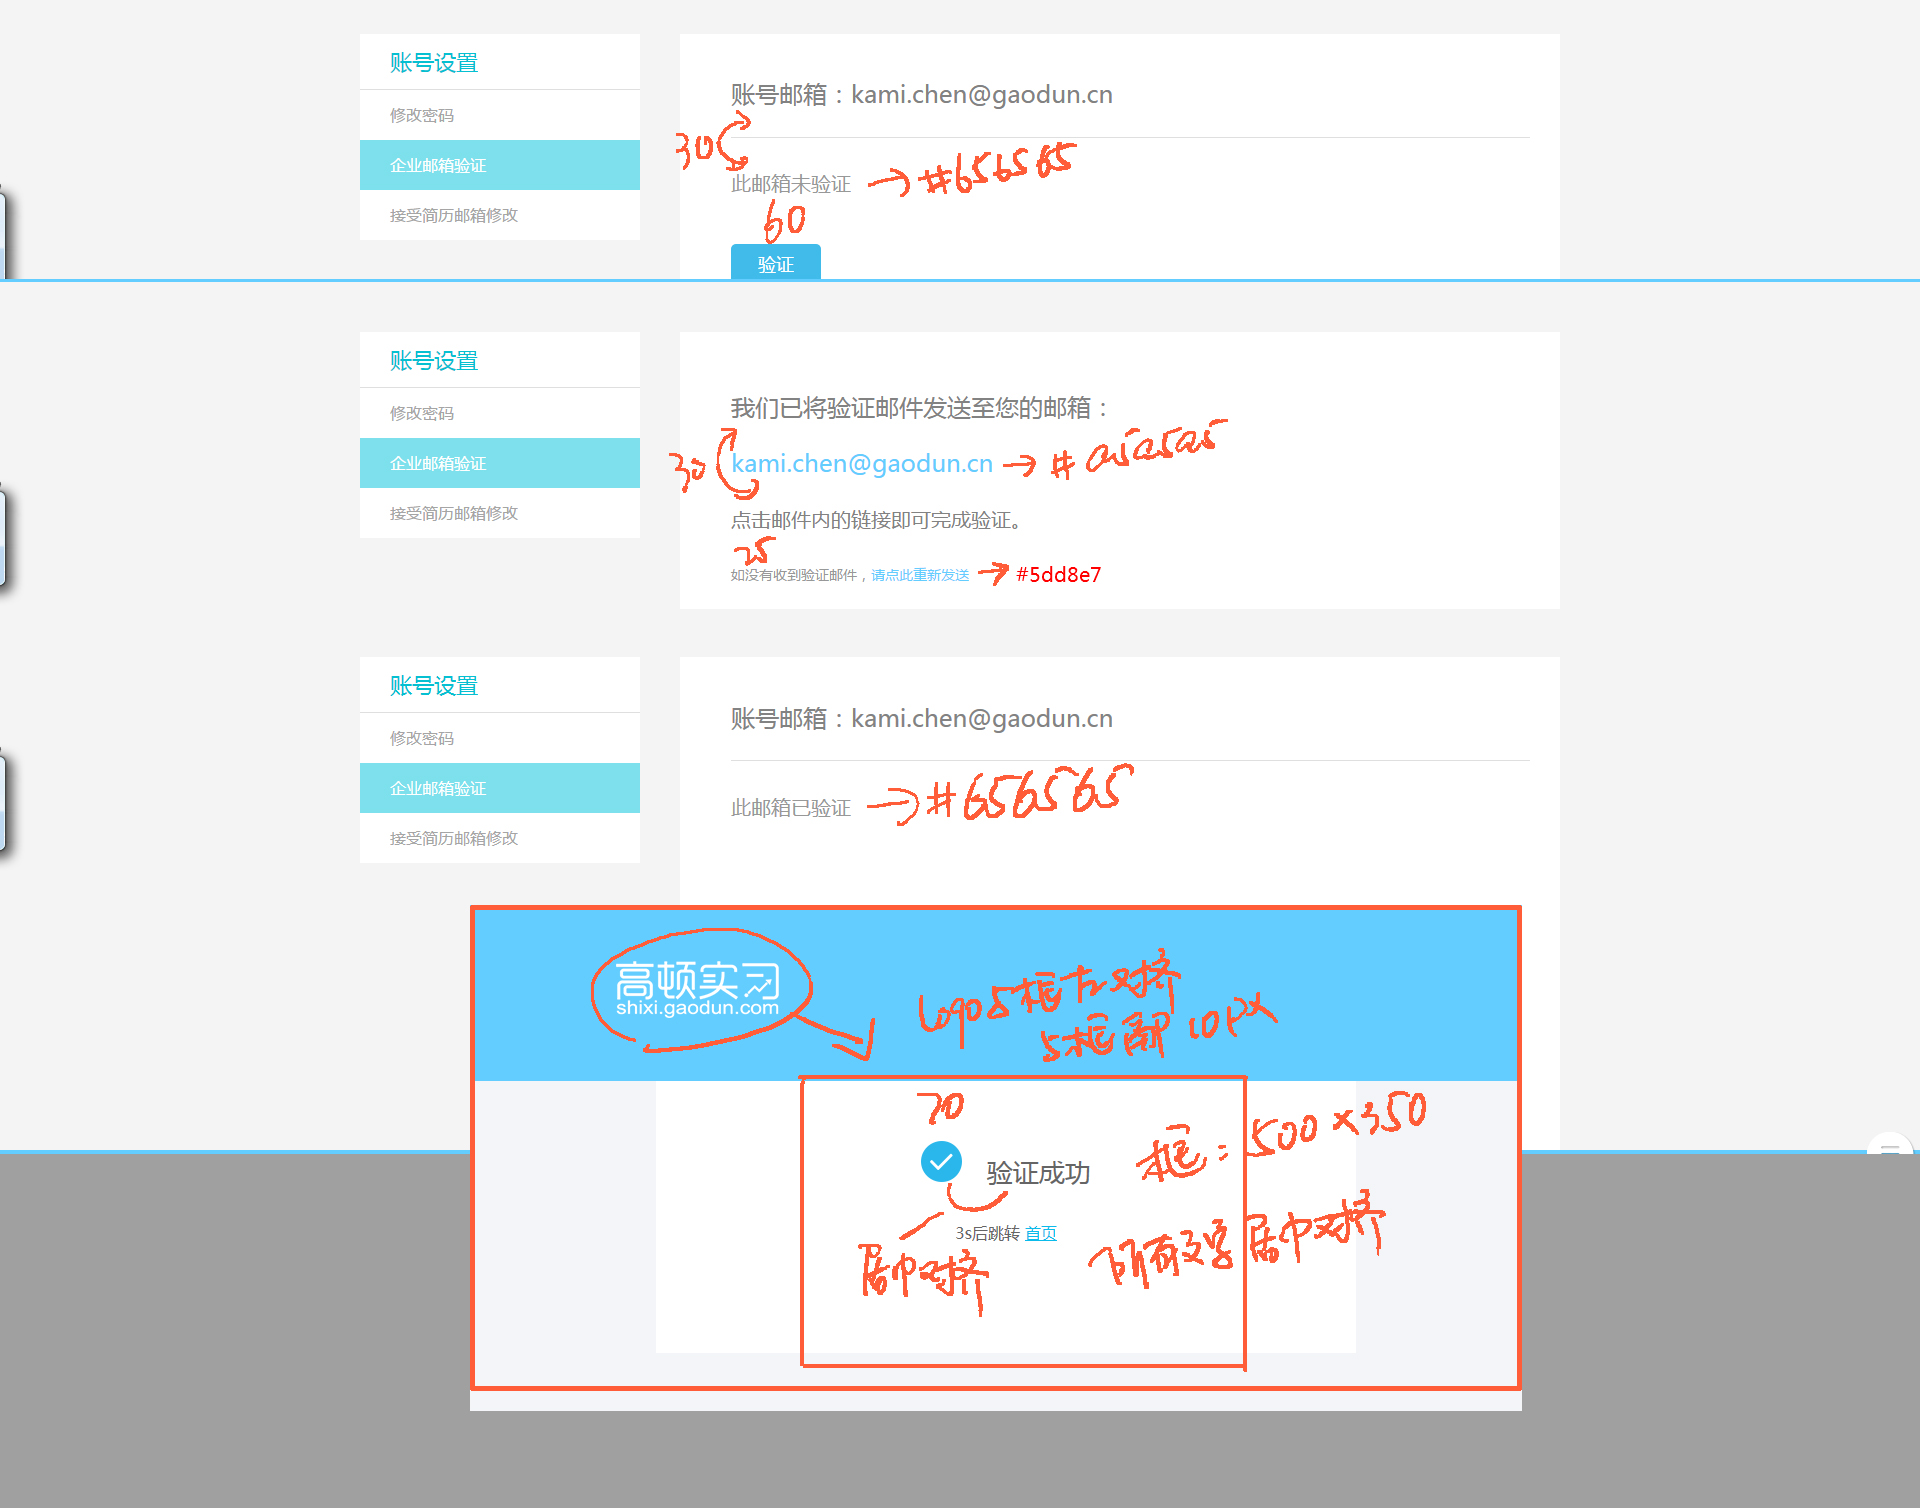 账号设置
修改密码
企业邮箱验证
接受简历邮箱修改
账号邮箱：kami.chen@gaodun.cn
30
此邮箱未验证 → #656565
60
验证
账号设置
修改密码
企业邮箱验证
接受简历邮箱修改
我们已将验证邮件发送至您的邮箱：
30
kami.chen@gaodun.cn → #a5a5a5
点击邮件内的链接即可完成验证。
25
如没有收到验证邮件，请点此重新发送 → #5dd8e7
账号设置
修改密码
企业邮箱验证
接受简历邮箱修改
账号邮箱：kami.chen@gaodun.cn
此邮箱已验证 → #656565
高顿实习
shixi.gaodun.com
logo与框左对齐
与框高部 10px
70
验证成功
框：500×350
3s后跳转 首页
居中对齐
所有文字居中对齐